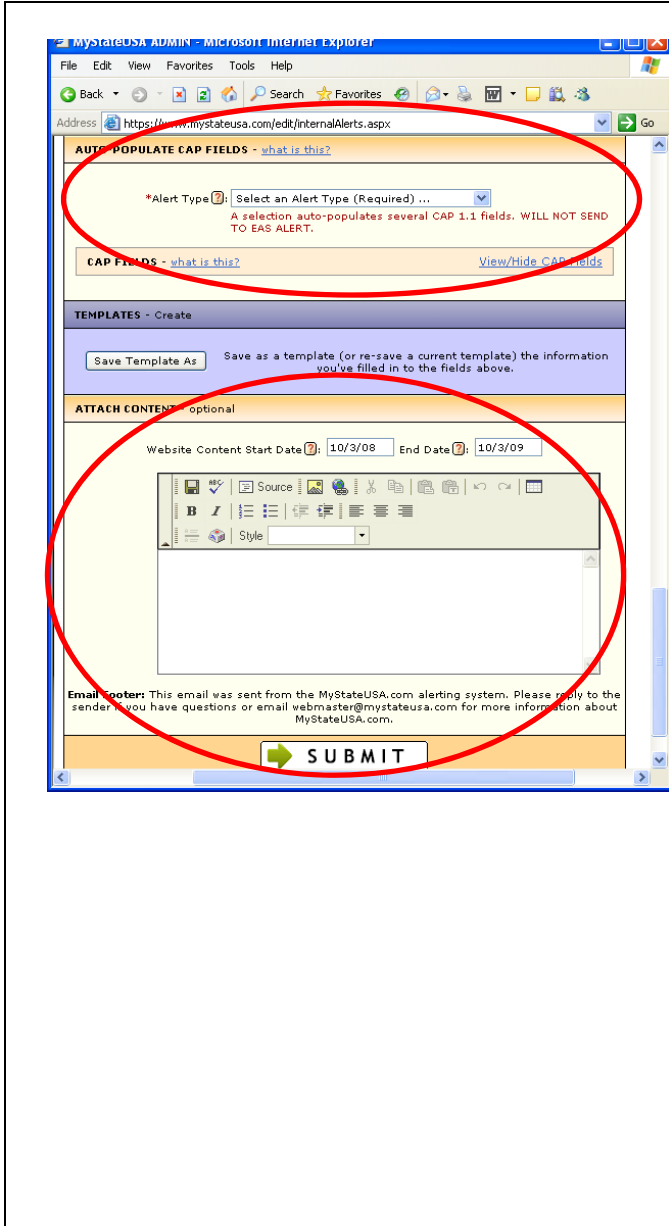 MyStateUSA ADMIN - Microsoft Internet Explorer
File Edit View Favorites Tools Help
Back Search Favorites
Address https://www.mystateusa.com/edit/internalAlerts.aspx Go
AUTO-POPULATE CAP FIELDS - what is this?
*Alert Type?: Select an Alert Type (Required) ...
A selection auto-populates several CAP 1.1 fields. WILL NOT SEND
TO EAS ALERT.
CAP FIELDS - what is this? View/Hide CAP Fields
TEMPLATES - Create
Save Template As Save as a template (or re-save a current template) the information
you've filled in to the fields above.
ATTACH CONTENT - optional
Website Content Start Date?: 10/3/08 End Date?: 10/3/09
ABC Source
B I
Style
Email Footer: This email was sent from the MyStateUSA.com alerting system. Please reply to the
sender if you have questions or email webmaster@mystateusa.com for more information about
MyStateUSA.com.
SUBMIT